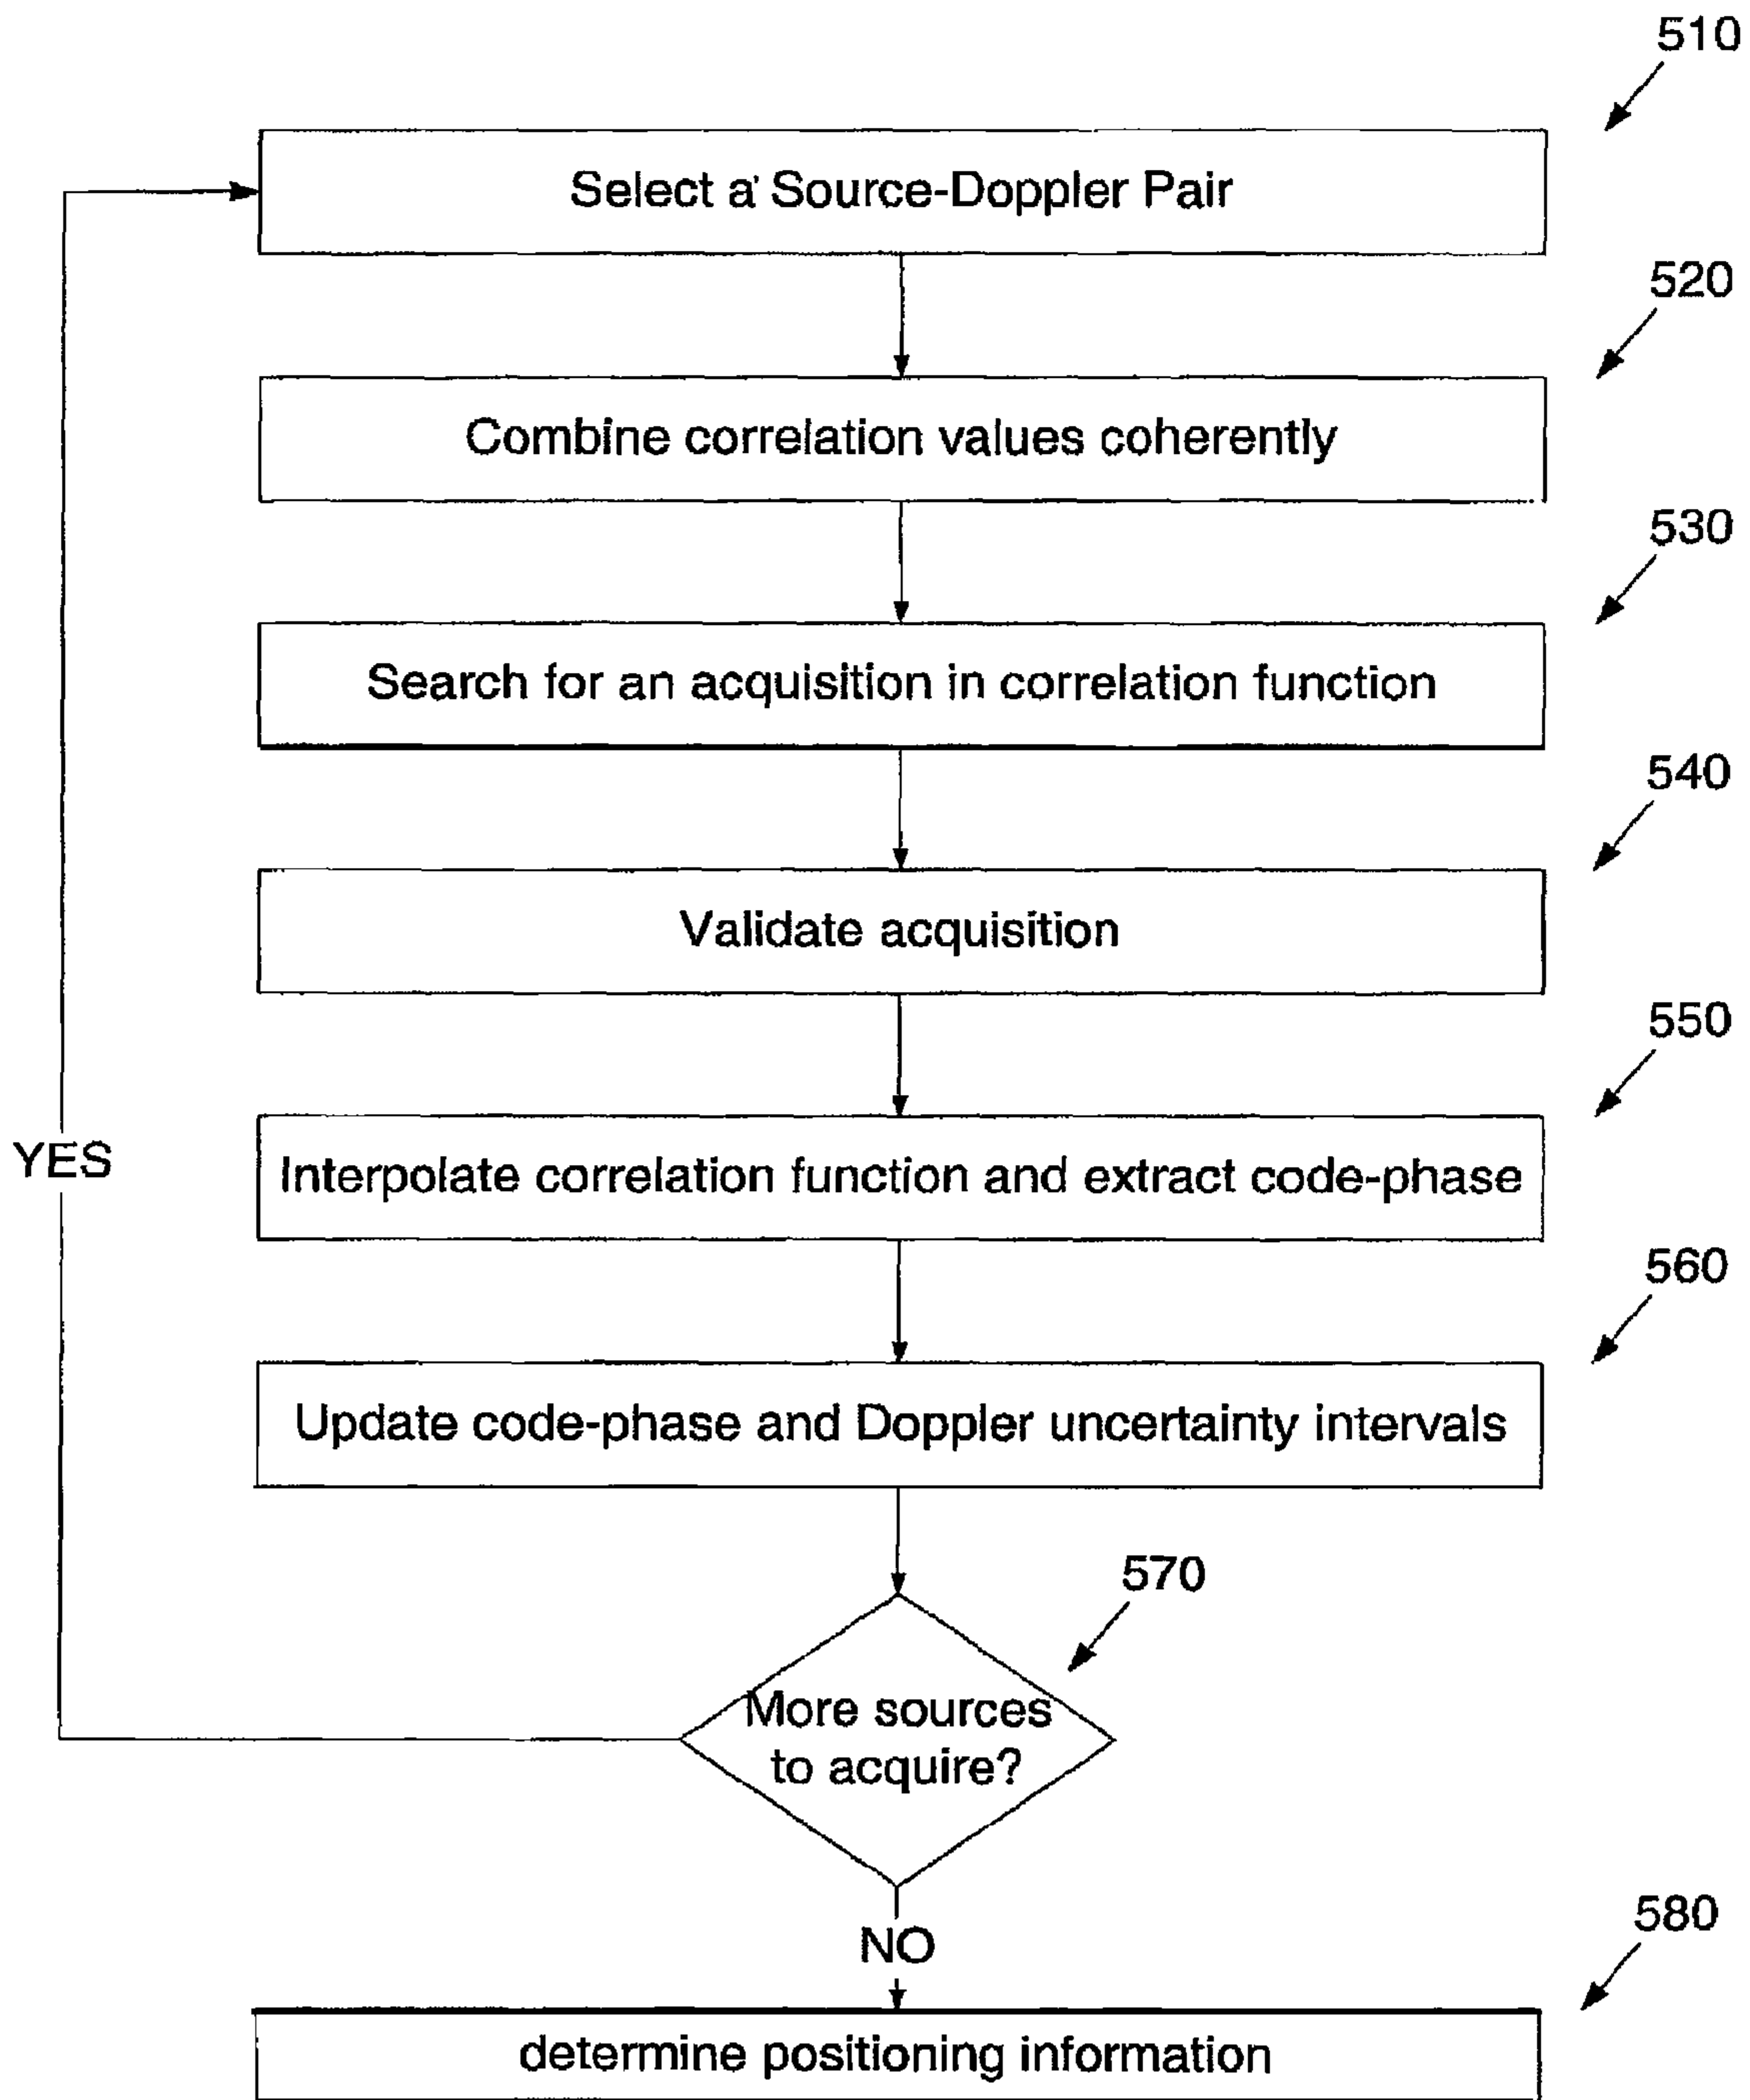 510
Select a Source-Doppler Pair
520
Combine correlation values coherently
530
Search for an acquisition in correlation function
540
Validate acquisition
550
YES
Interpolate correlation function and extract code-phase
560
Update code-phase and Doppler uncertainty intervals
570
More sources
to acquire?
580
NO
determine positioning information